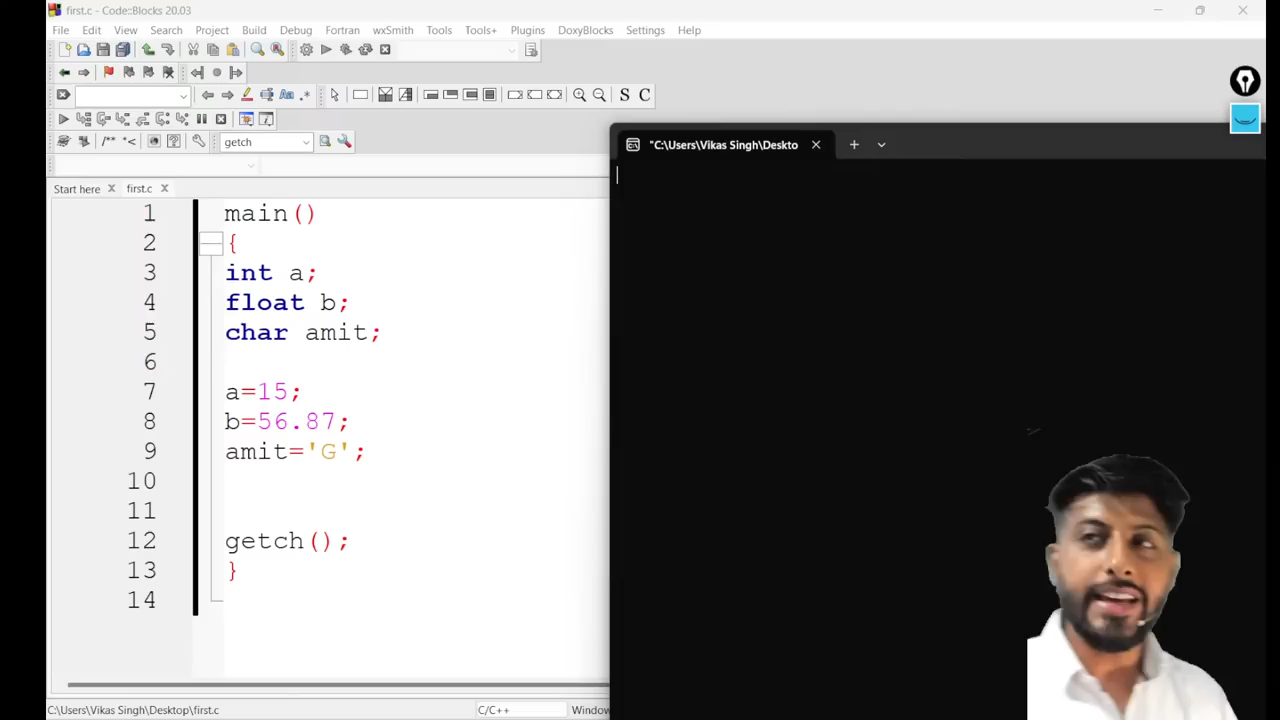 first.c - Code::Blocks 20.03
File Edit View Search Project Build Debug Fortran wxSmith Tools Tools+ Plugins DoxyBlocks Settings Help
S C
/** *<
getch
"C:\Users\Vikas Singh\Deskto
Start here first.c
1 main()
2 {
3 int a;
4 float b;
5 char amit;
6
7 a=15;
8 b=56.87;
9 amit='G';
10
11
12 getch();
13 }
14
C:\Users\Vikas Singh\Desktop\first.c C/C++ Window